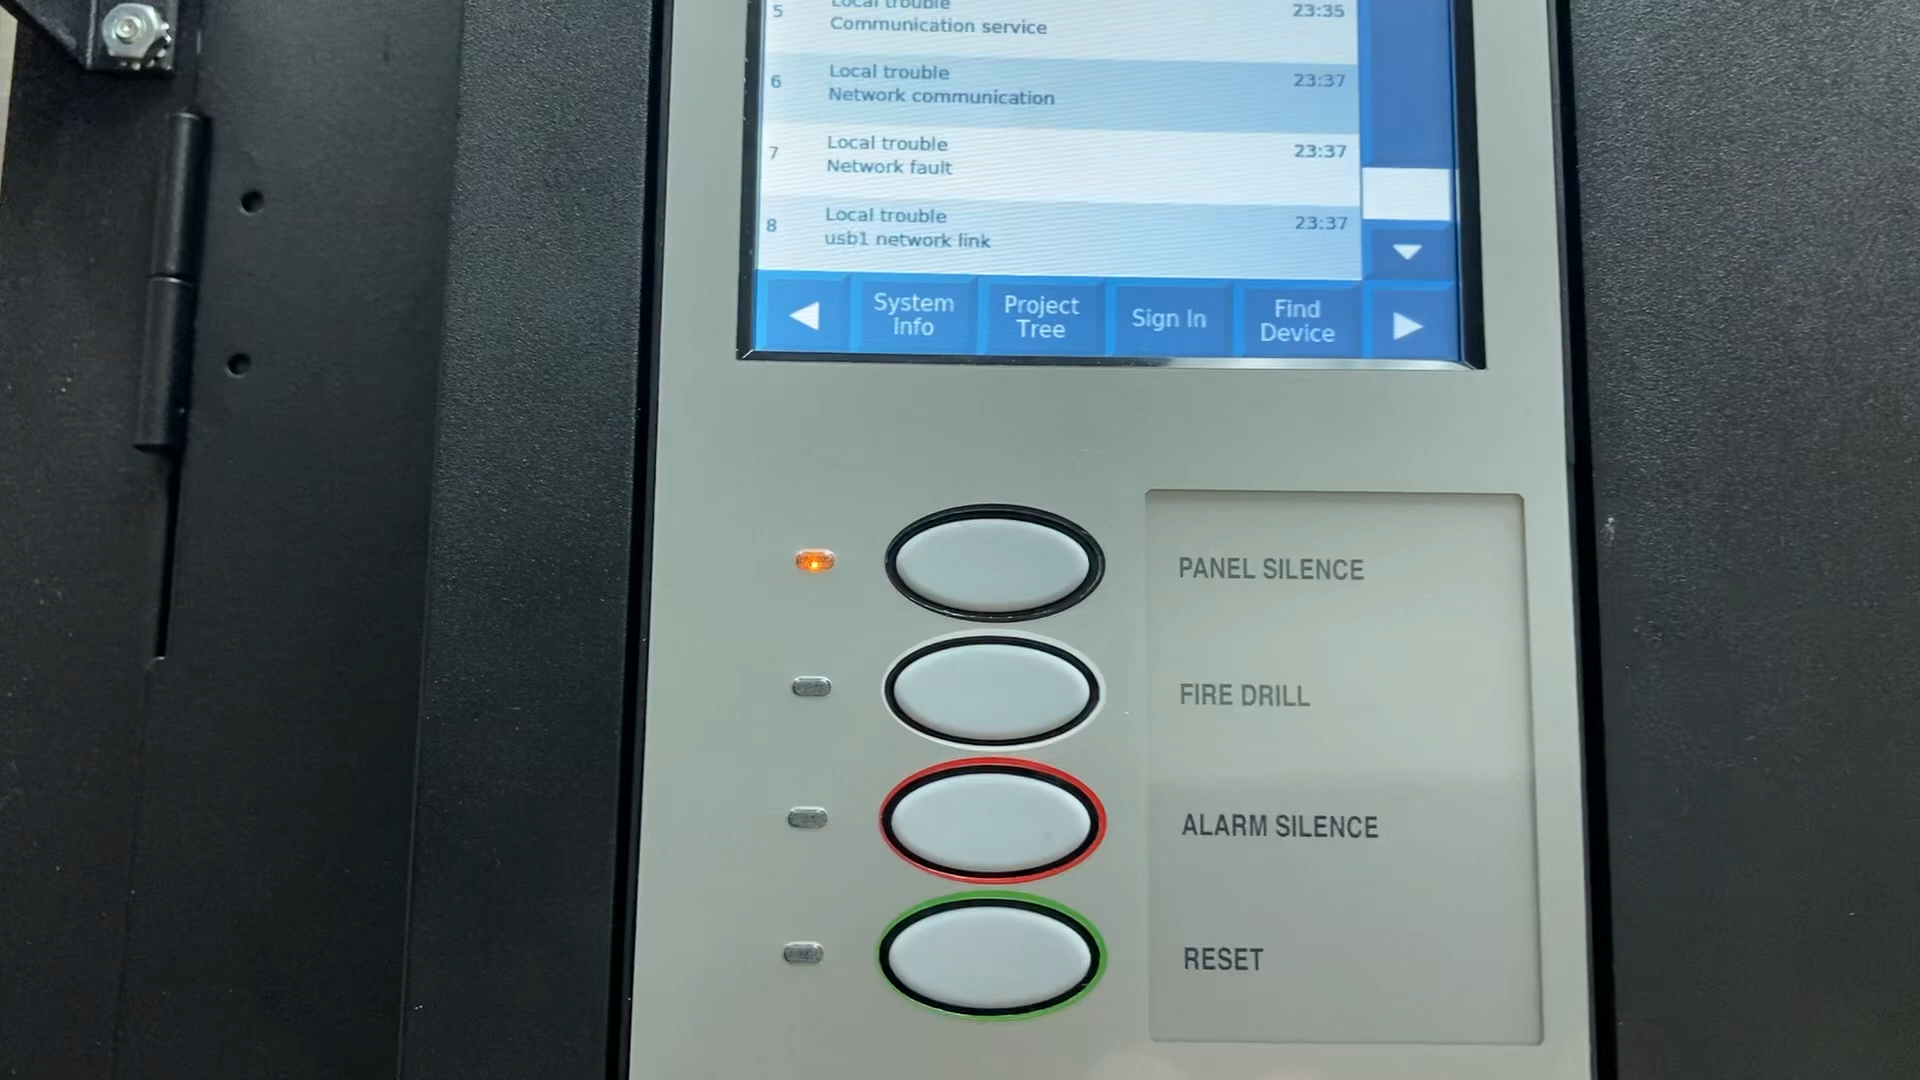 5
Local trouble
23:35
Communication service
6
Local trouble
23:37
Network communication
7
Local trouble
23:37
Network fault
8
Local trouble
23:37
usb1 network link
System
Info
Project
Tree
Sign In
Find
Device
PANEL SILENCE
FIRE DRILL
ALARM SILENCE
RESET